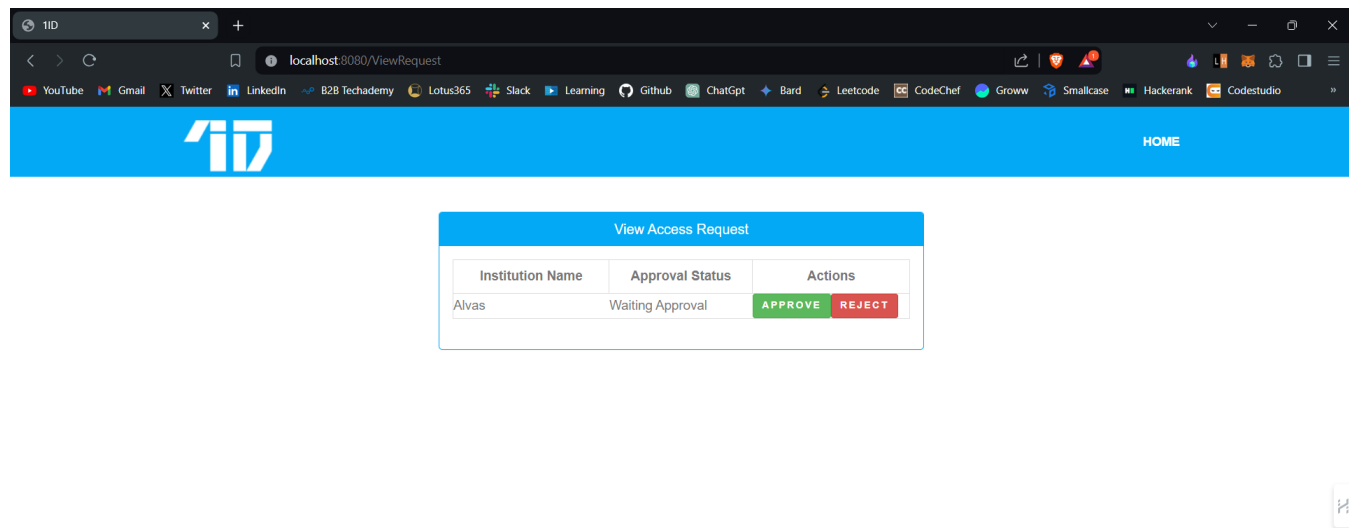 1ID
localhost:8080/ViewRequest
YouTube Gmail Twitter LinkedIn B2B Techademy Lotus365 Slack Learning Github ChatGpt Bard Leetcode CodeChef Groww Smallcase Hackerank Codestudio »
1ID HOME
View Access Request
Institution Name Approval Status Actions
Alvas Waiting Approval APPROVE REJECT